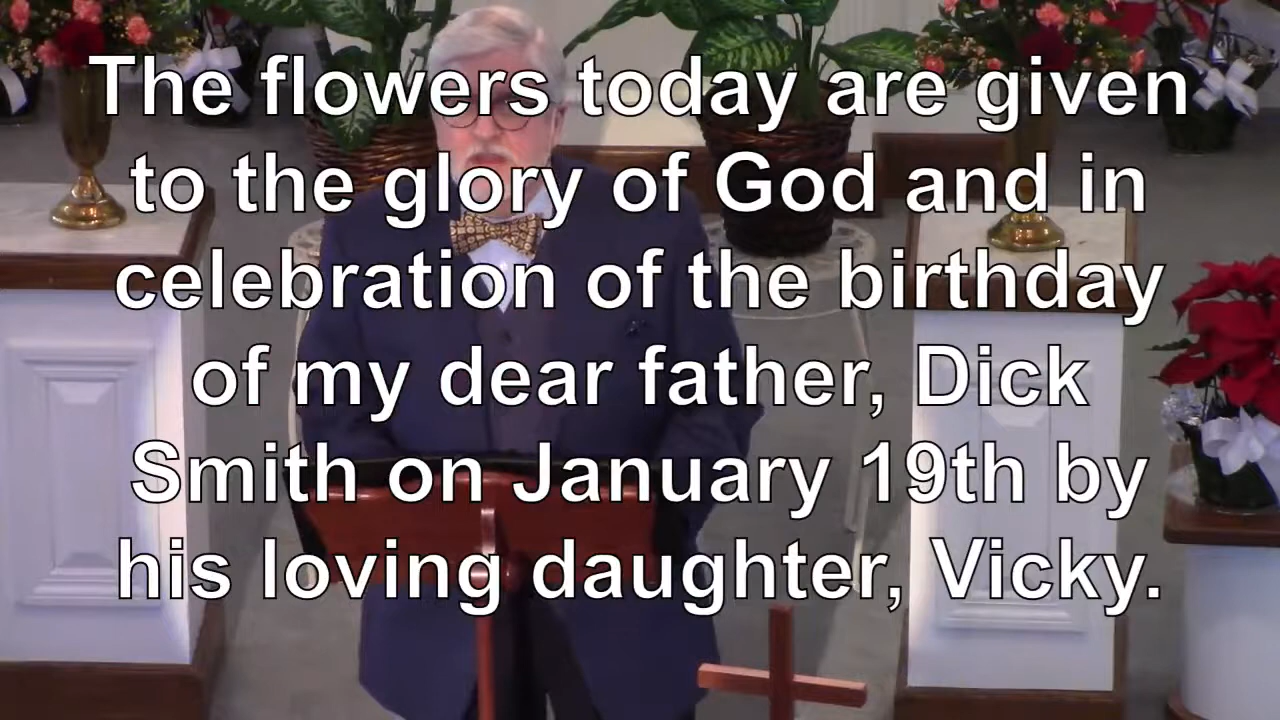 The flowers today are given
to the glory of God and in
celebration of the birthday
of my dear father, Dick
Smith on January 19th by
his loving daughter, Vicky.